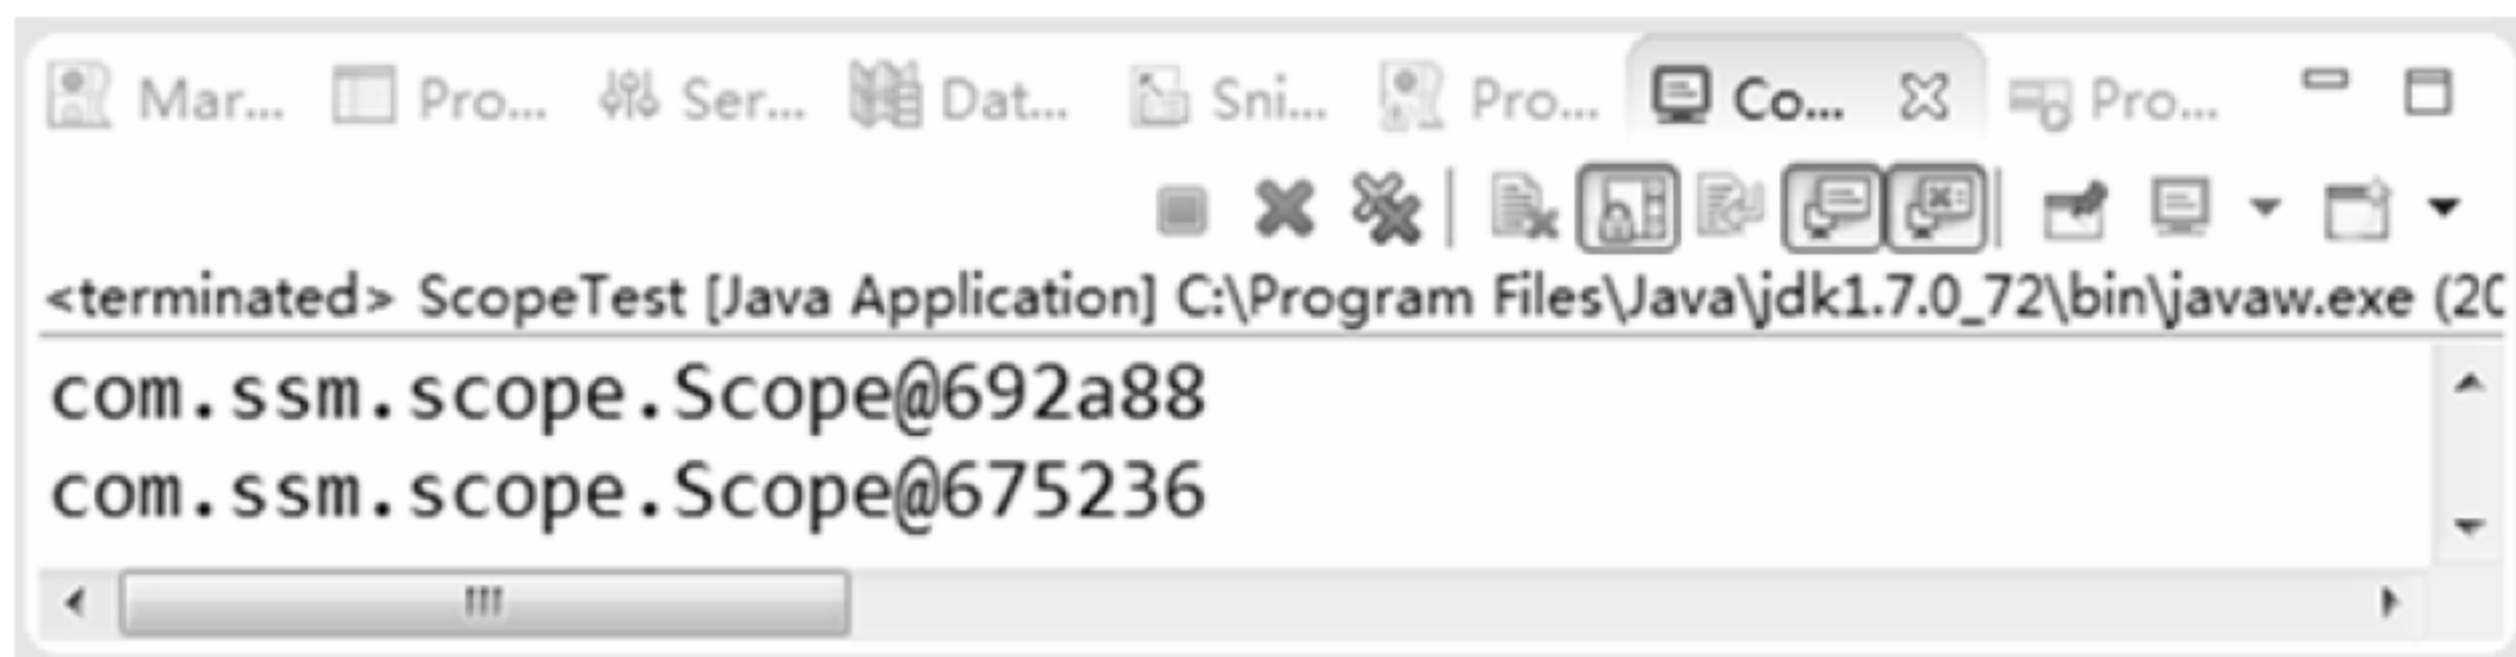 Mar... Pro... Ser... Dat... Sni... Pro... Co... Pro...
<terminated> ScopeTest [Java Application] C:\Program Files\Java\jdk1.7.0_72\bin\javaw.exe (20
com.ssm.scope.Scope@692a88
com.ssm.scope.Scope@675236